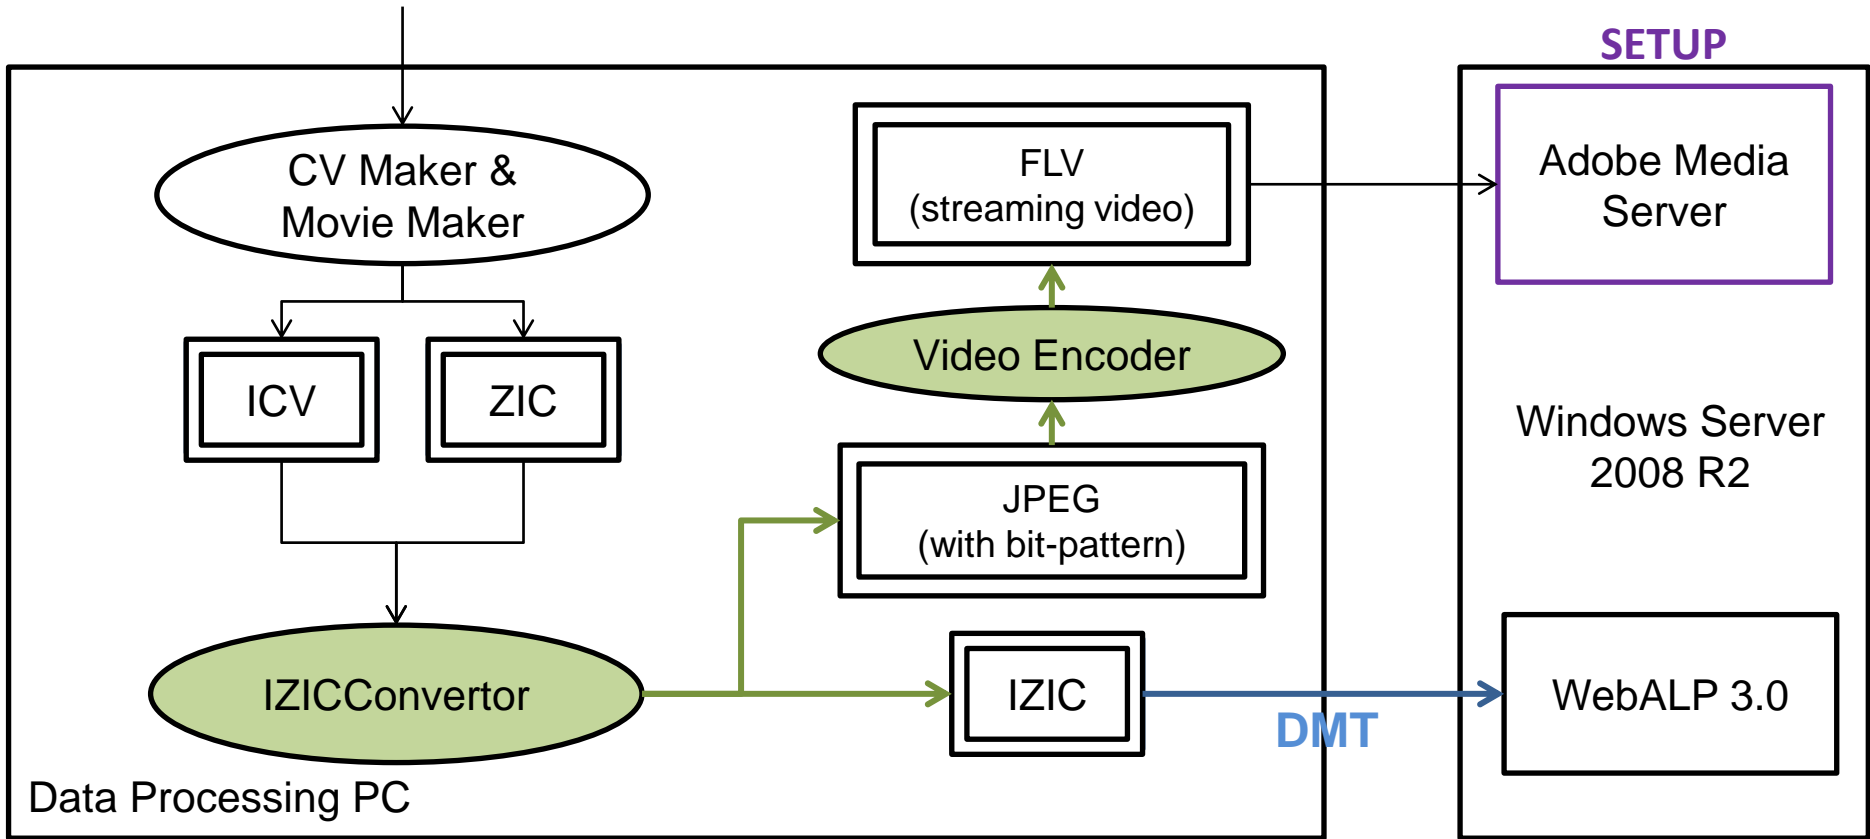 SETUP
CV Maker &
Movie Maker
FLV
(streaming video)
Adobe Media
Server
Video Encoder
ICV
ZIC
Windows Server
2008 R2
JPEG
(with bit-pattern)
IZICConvertor
IZIC
DMT
WebALP 3.0
Data Processing PC